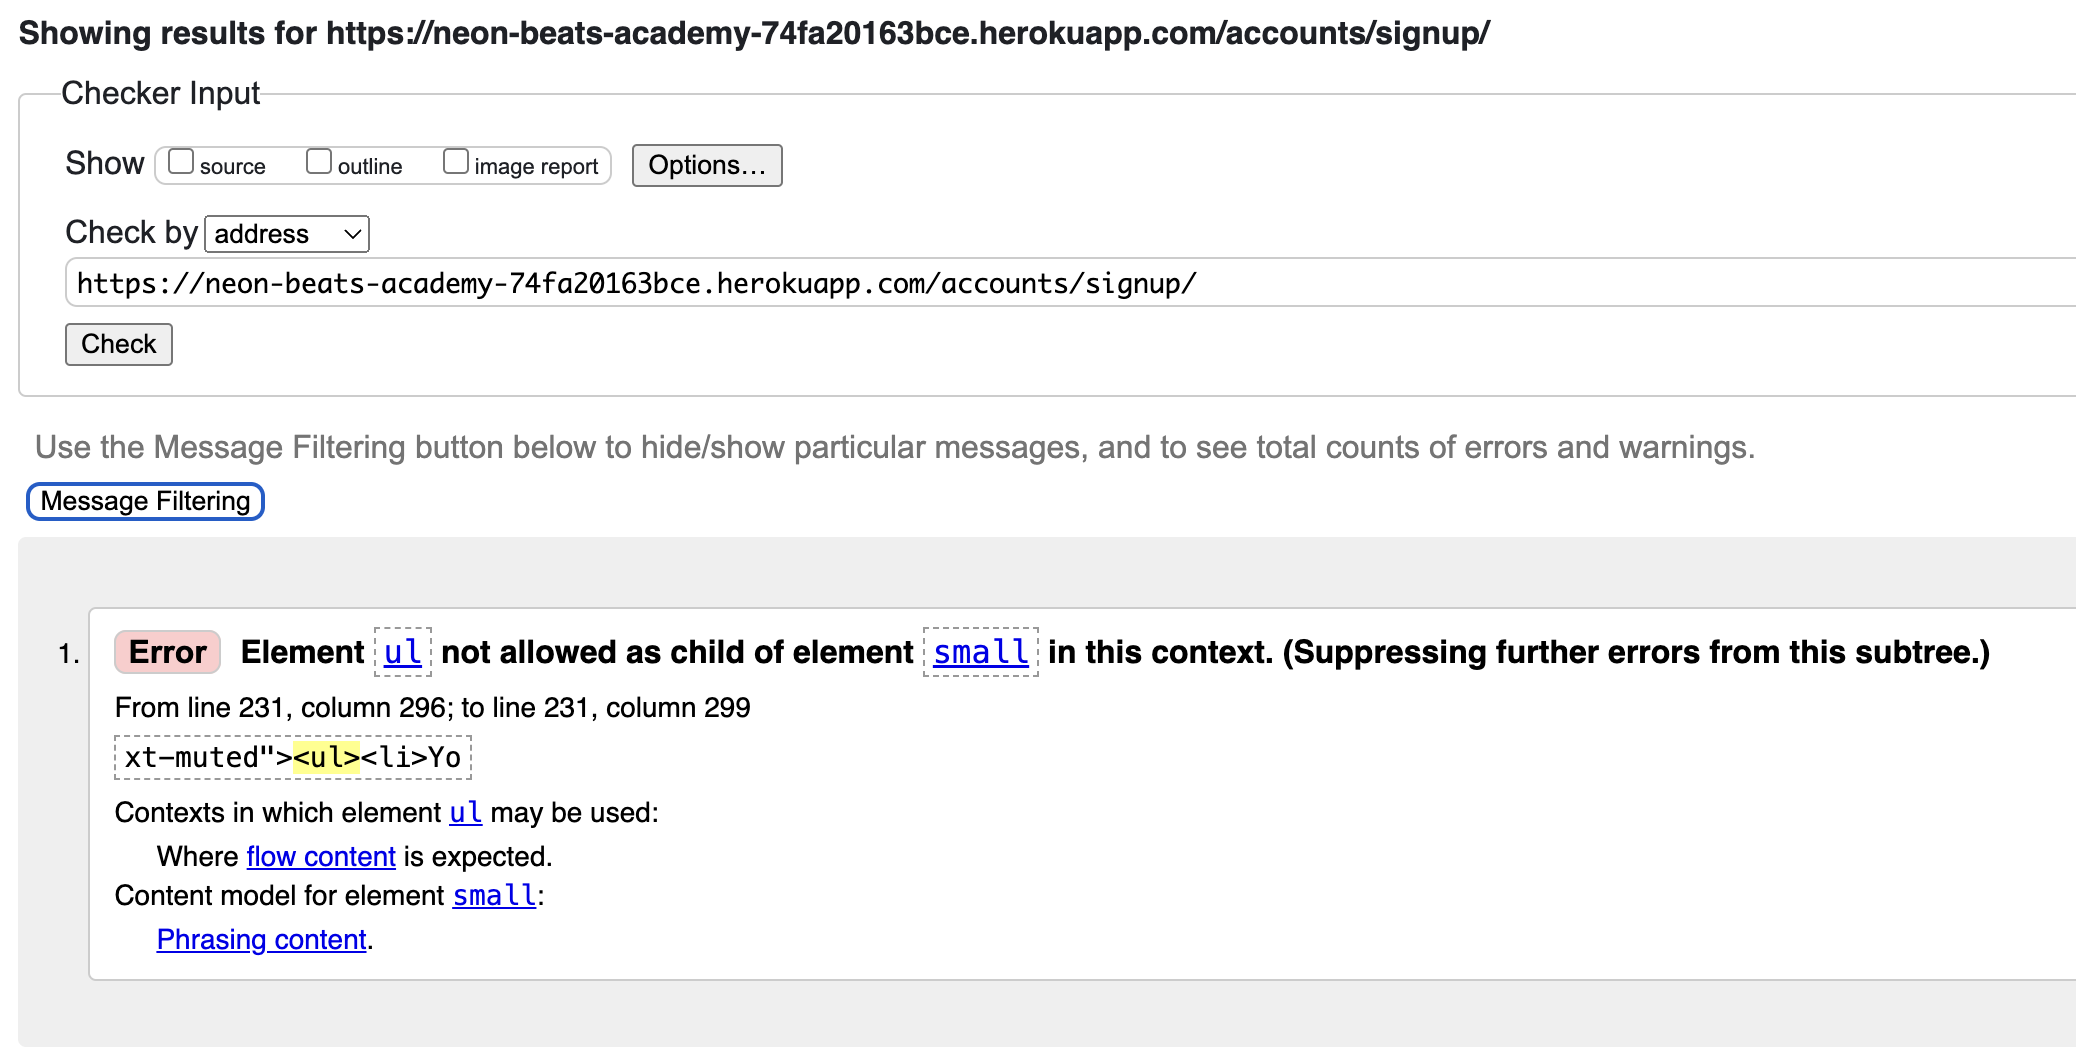 Showing results for https://neon-beats-academy-74fa20163bce.herokuapp.com/accounts/signup/
Checker Input
Show source outline image report Options...
Check by address
https://neon-beats-academy-74fa20163bce.herokuapp.com/accounts/signup/
Check
Use the Message Filtering button below to hide/show particular messages, and to see total counts of errors and warnings.
Message Filtering
1. Error Element ul not allowed as child of element small in this context. (Suppressing further errors from this subtree.)
From line 231, column 296; to line 231, column 299
xt-muted"><ul><li>Yo
Contexts in which element ul may be used:
Where flow content is expected.
Content model for element small:
Phrasing content.